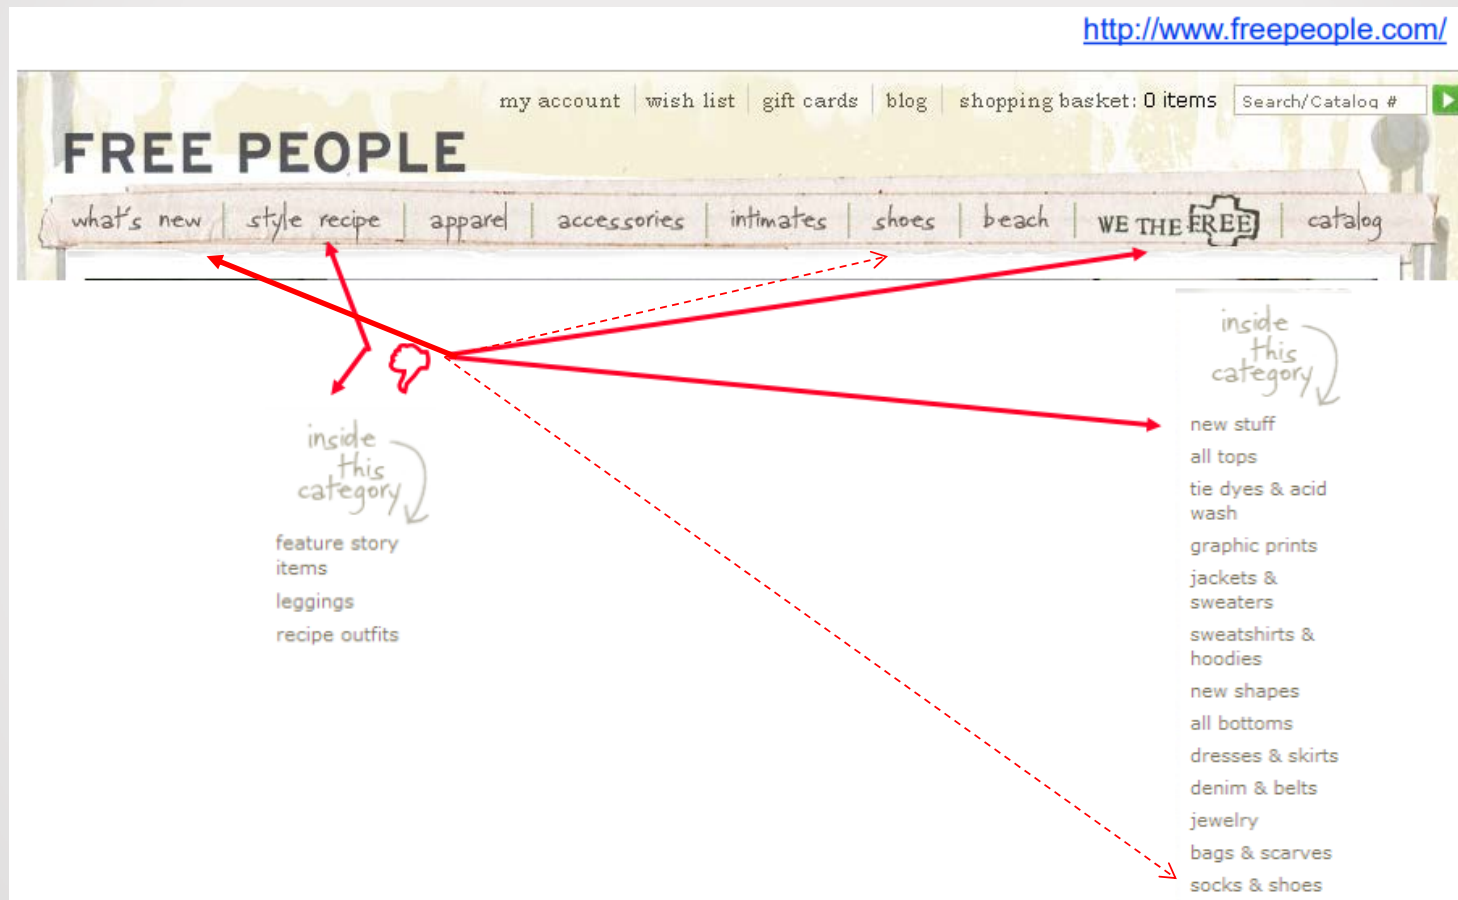 http://www.freepeople.com/
my account | wish list | gift cards | blog | shopping basket: 0 items Search/Catalog #
FREE PEOPLE
what's new | style recipe | apparel | accessories | intimates | shoes | beach | WE THE FREE | catalog
inside
this
category
new stuff
all tops
tie dyes & acid
wash
graphic prints
jackets &
sweaters
sweatshirts &
hoodies
new shapes
all bottoms
dresses & skirts
denim & belts
jewelry
bags & scarves
socks & shoes
inside
this
category
feature story
items
leggings
recipe outfits